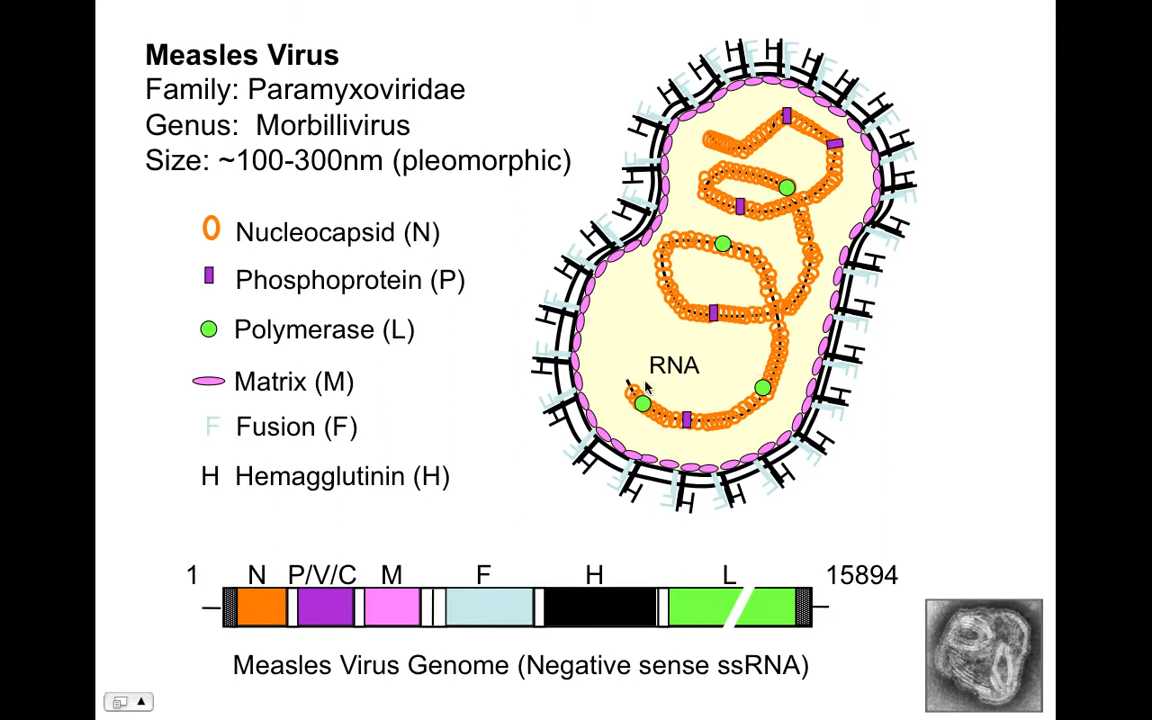 Measles Virus
Family: Paramyxoviridae
Genus:  Morbillivirus
Size: ~100-300nm (pleomorphic)
Nucleocapsid (N)
Phosphoprotein (P)
Polymerase (L)
Matrix (M)
F Fusion (F)
H Hemagglutinin (H)
RNA
1 N P/V/C M F H L 15894
Measles Virus Genome (Negative sense ssRNA)